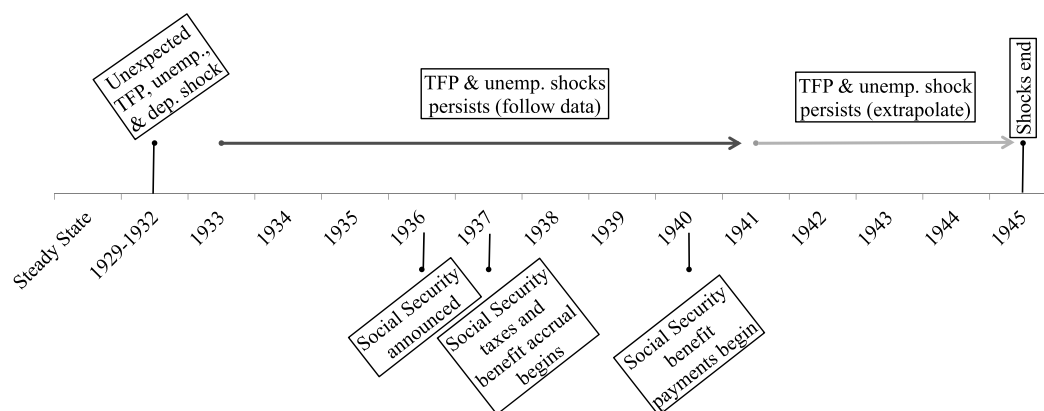 Unexpected
TFP, unemp.,
& dep. shock
TFP & unemp. shocks
persists (follow data)
TFP & unemp. shock
persists (extrapolate)
Shocks end
Steady State
1929-1932
1933
1934
1935
1936
1937
1938
1939
1940
1941
1942
1943
1944
1945
Social Security
announced
Social Security
taxes and
benefit accrual
begins
Social Security
benefit
payments begin